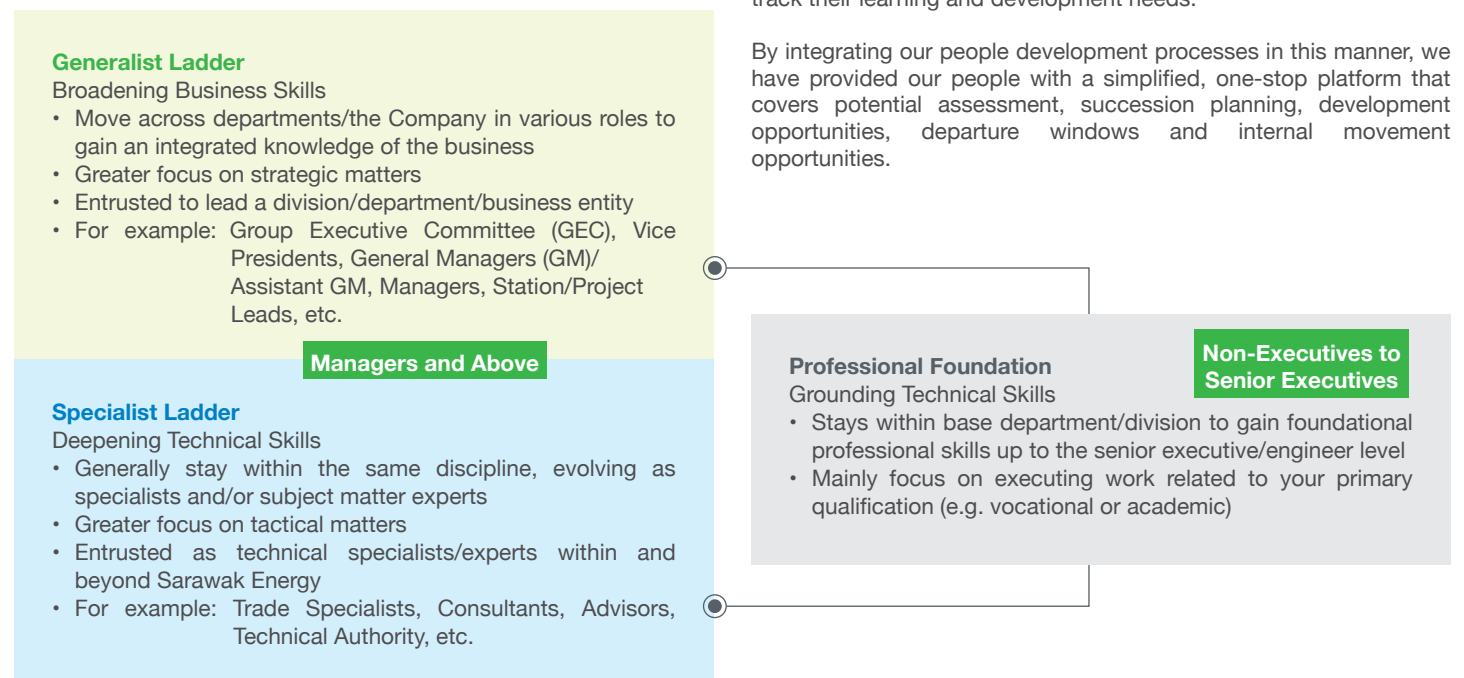 Generalist Ladder
Broadening Business Skills
• Move across departments/the Company in various roles to
gain an integrated knowledge of the business
• Greater focus on strategic matters
• Entrusted to lead a division/department/business entity
• For example: Group Executive Committee (GEC), Vice
Presidents, General Managers (GM)/
Assistant GM, Managers, Station/Project
Leads, etc.
Managers and Above
Specialist Ladder
Deepening Technical Skills
• Generally stay within the same discipline, evolving as
specialists and/or subject matter experts
• Greater focus on tactical matters
• Entrusted as technical specialists/experts within and
beyond Sarawak Energy
• For example: Trade Specialists, Consultants, Advisors,
Technical Authority, etc.
track their learning and development needs.
By integrating our people development processes in this manner, we
have provided our people with a simplified, one-stop platform that
covers potential assessment, succession planning, development
opportunities, departure windows and internal movement
opportunities.
Non-Executives to
Senior Executives
Professional Foundation
Grounding Technical Skills
• Stays within base department/division to gain foundational
professional skills up to the senior executive/engineer level
• Mainly focus on executing work related to your primary
qualification (e.g. vocational or academic)